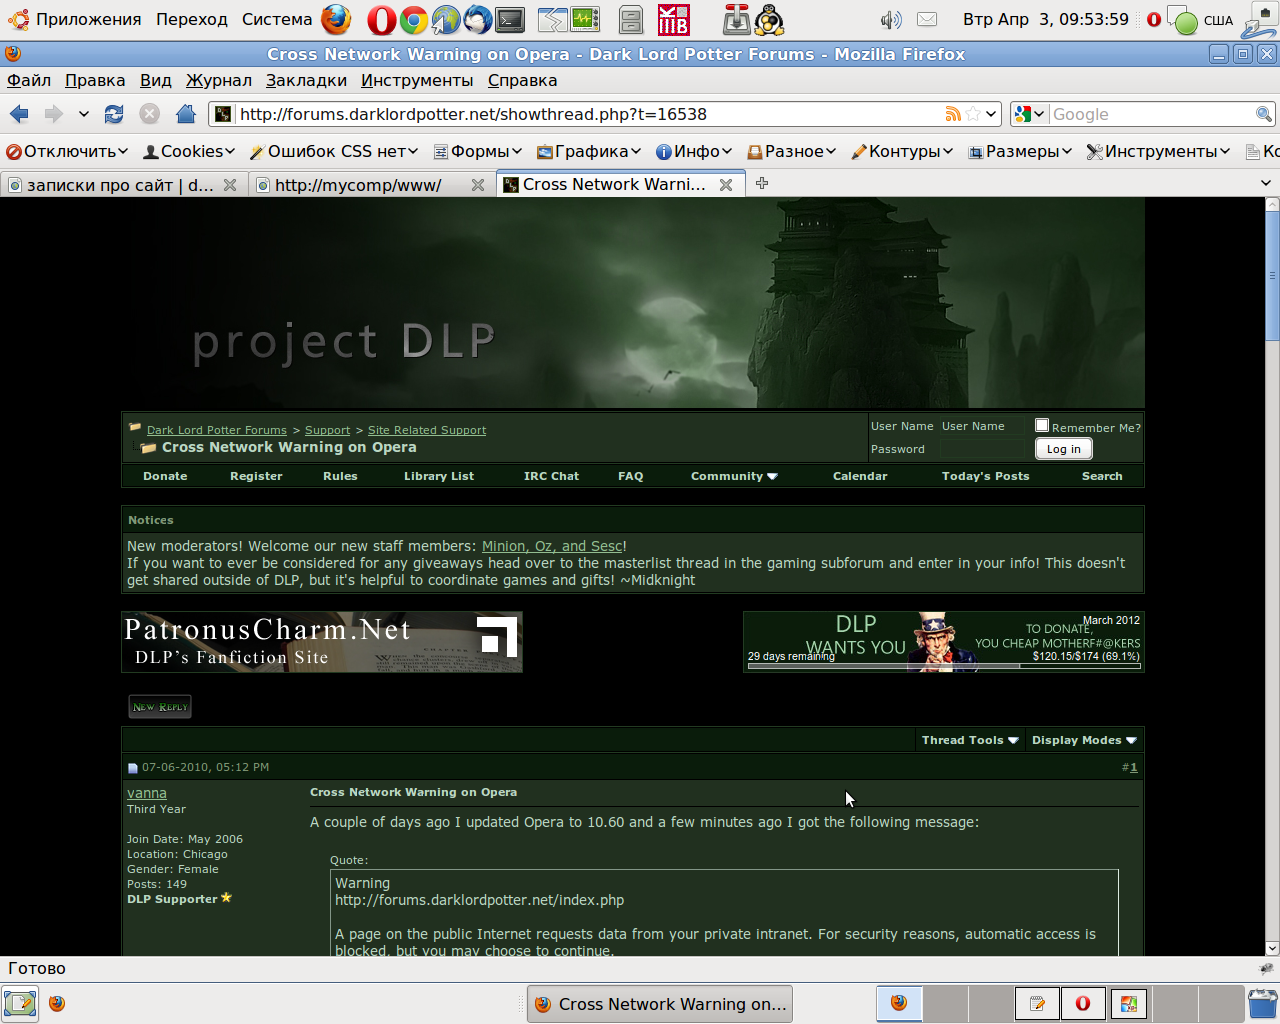 Приложения Переход Система Втр Апр 3, 09:53:59 США
Cross Network Warning on Opera - Dark Lord Potter Forums - Mozilla Firefox
Файл Правка Вид Журнал Закладки Инструменты Справка
http://forums.darklordpotter.net/showthread.php?t=16538 Google
Отключить Cookies Ошибок CSS нет Формы Графика Инфо Разное Контуры Размеры Инструменты Ко
записки про сайт | d... http://mycomp/www/ Cross Network Warni...
project DLP
Dark Lord Potter Forums > Support > Site Related Support
Cross Network Warning on Opera
User Name User Name Remember Me?
Password Log in
Donate Register Rules Library List IRC Chat FAQ Community Calendar Today's Posts Search
Notices
New moderators! Welcome our new staff members: Minion, Oz, and Sesc!
If you want to ever be considered for any giveaways head over to the masterlist thread in the gaming subforum and enter in your info! This doesn't
get shared outside of DLP, but it's helpful to coordinate games and gifts! ~Midknight
PatronusCharm.Net
DLP's Fanfiction Site
DLP
WANTS YOU
29 days remaining
March 2012
TO DONATE,
YOU CHEAP MOTHERF#@KERS
$120.15/$174 (69.1%)
New Reply
Thread Tools Display Modes
07-06-2010, 05:12 PM #1
vanna
Third Year
Join Date: May 2006
Location: Chicago
Gender: Female
Posts: 149
DLP Supporter
Cross Network Warning on Opera
A couple of days ago I updated Opera to 10.60 and a few minutes ago I got the following message:
Quote:
Warning
http://forums.darklordpotter.net/index.php
A page on the public Internet requests data from your private intranet. For security reasons, automatic access is
blocked, but you may choose to continue.
Готово
Cross Network Warning on...